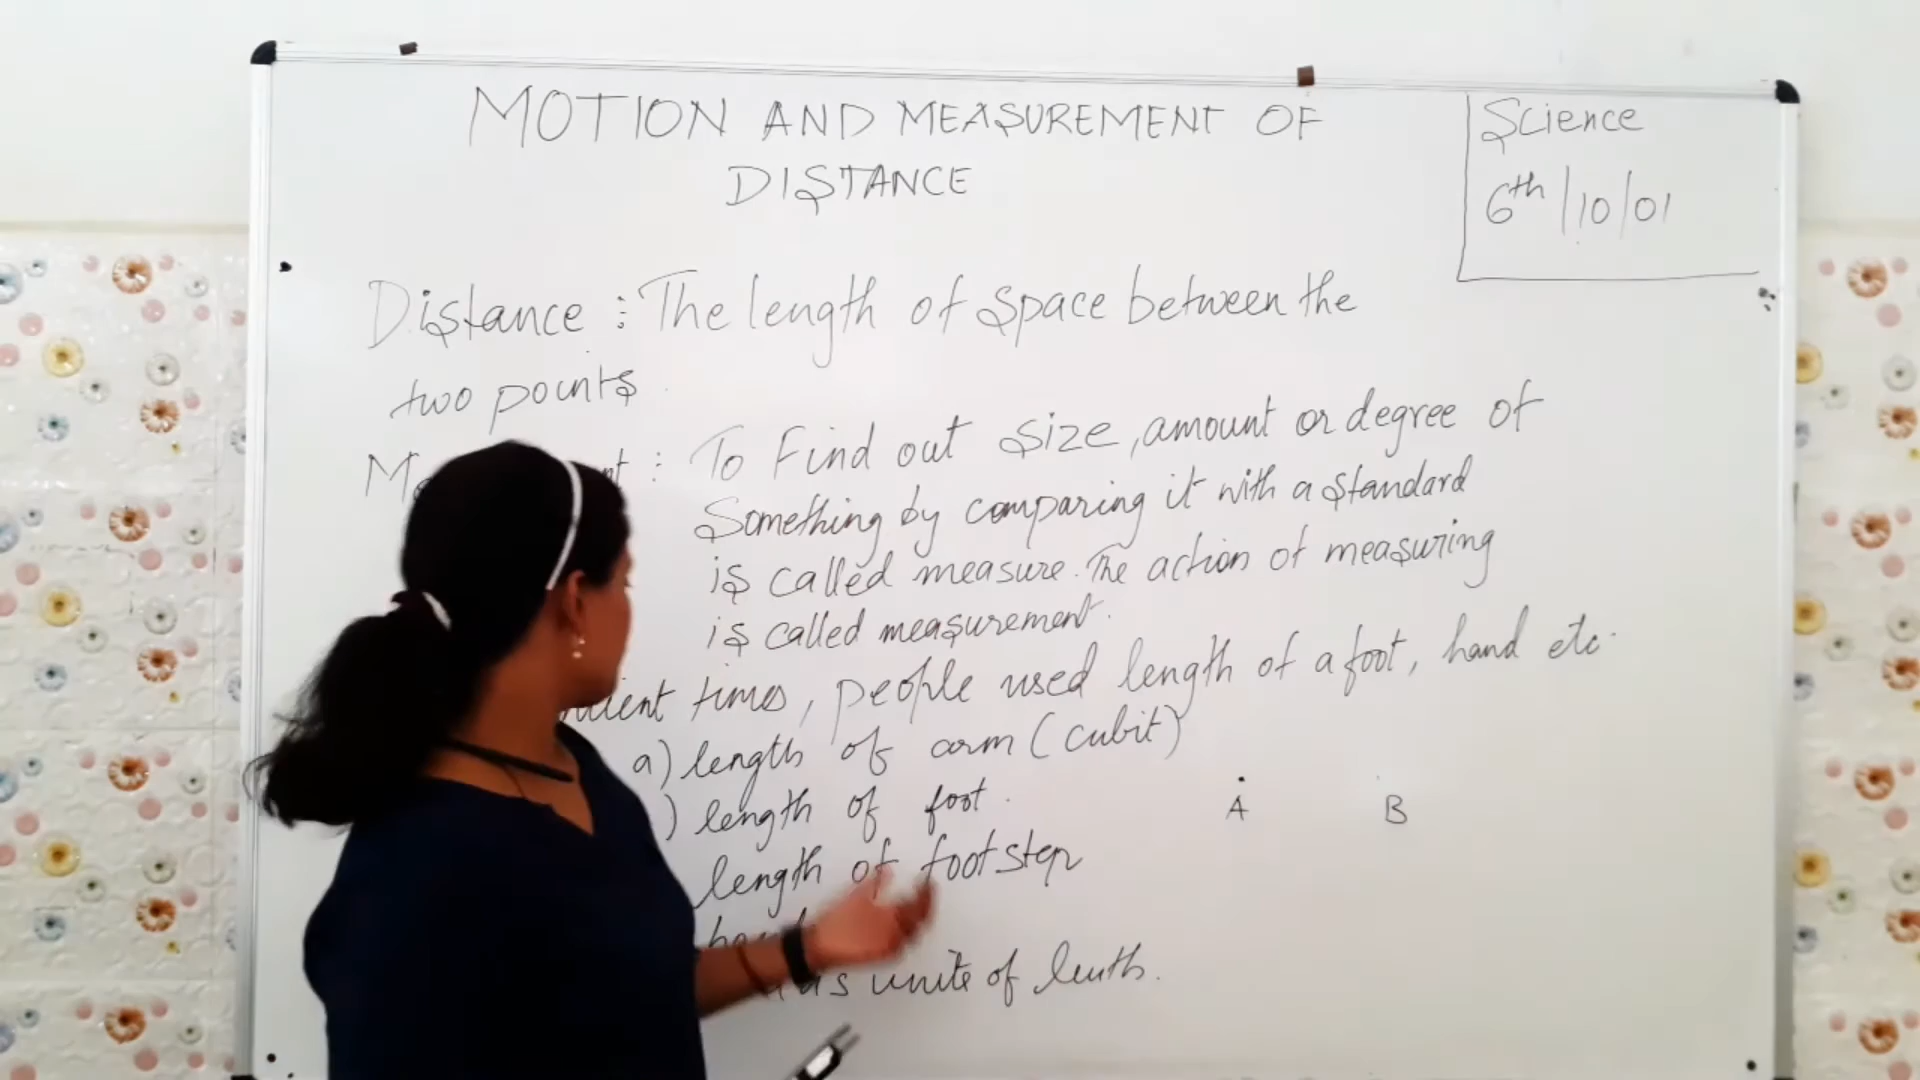 MOTION AND MEASUREMENT OF
DISTANCE
Science
6th | 10 | 01
Distance : The length of space between the
two points.
: To Find out size, amount or degree of
Something by comparing it with a standard
is called measure. The action of measuring
is called measurement.
times, people used length of a foot, hand etc.
a) length of arm (cubit)
) length of foot.
length of footstep
A B
as unite of lenth.